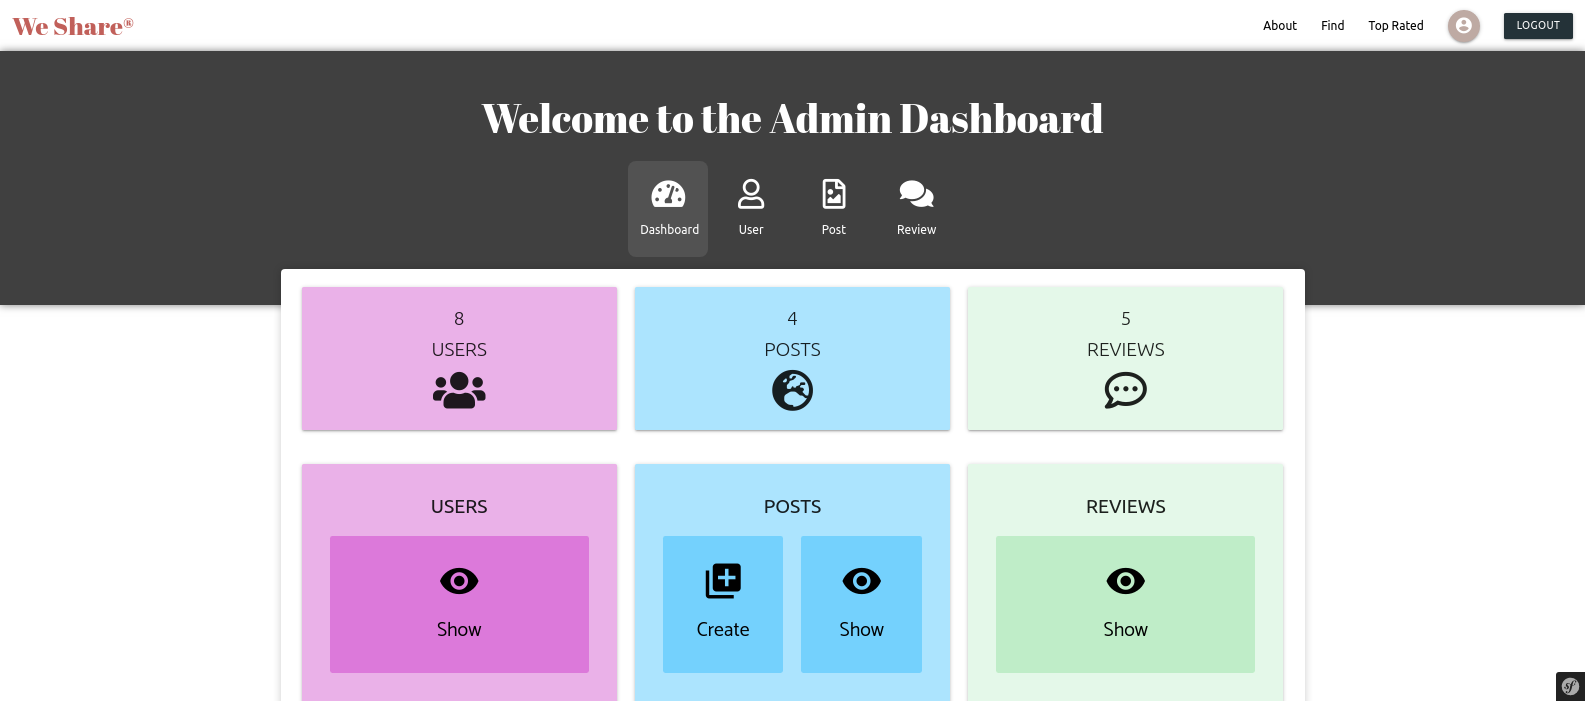 We Share®
About Find Top Rated LOGOUT
Welcome to the Admin Dashboard
Dashboard User Post Review
8 4 5
USERS POSTS REVIEWS
USERS POSTS REVIEWS
Show Create Show Show
sf